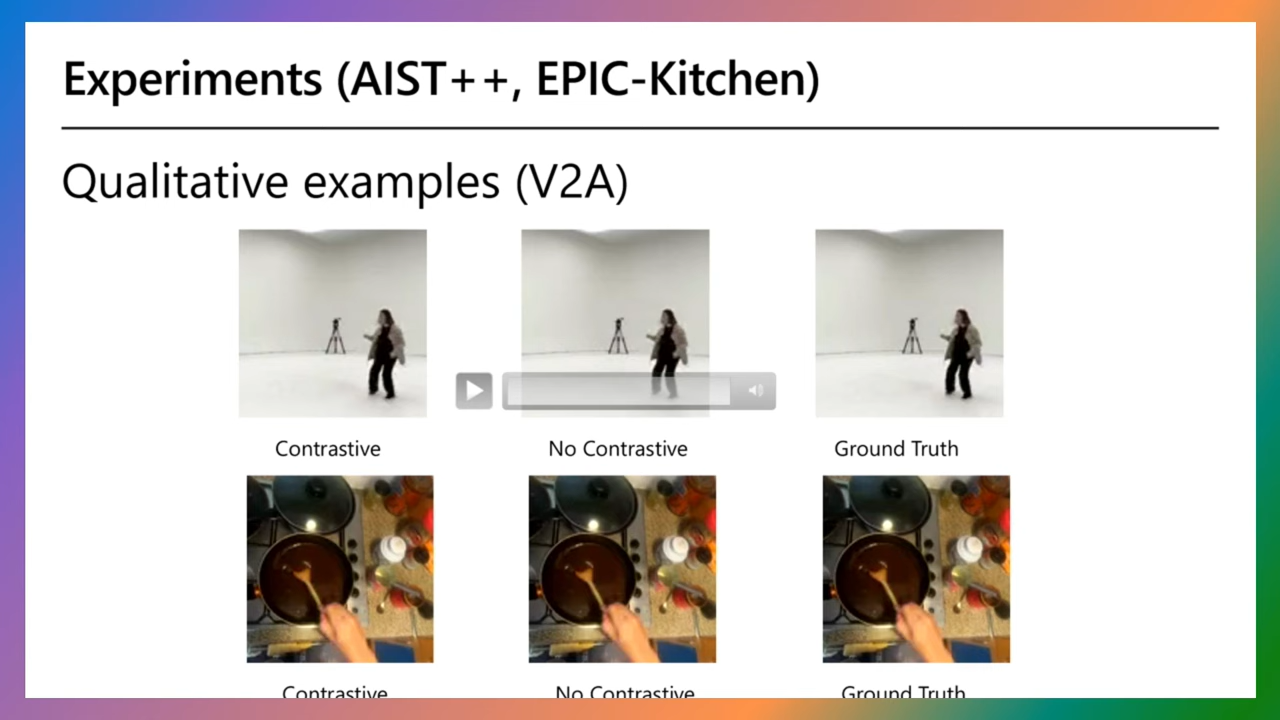 Experiments (AIST++, EPIC-Kitchen)
Qualitative examples (V2A)
Contrastive
No Contrastive
Ground Truth
Contrastive
No Contrastive
Ground Truth